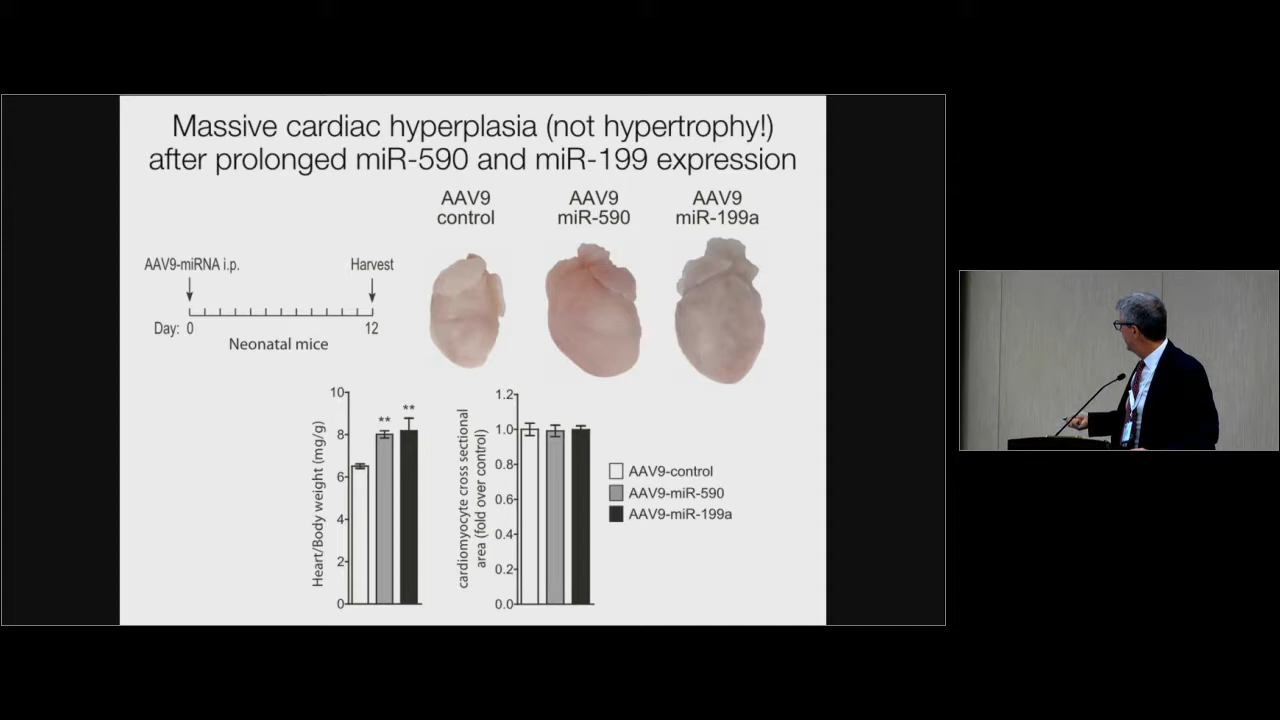 Massive cardiac hyperplasia (not hypertrophy!)
after prolonged miR-590 and miR-199 expression
AAV9
control
AAV9
miR-590
AAV9
miR-199a
AAV9-miRNA i.p.
Harvest
Day: 0
12
Neonatal mice
Heart/Body weight (mg/g)
10
8
6
4
2
0
**
**
cardiomyocyte cross sectional
area (fold over control)
1.2
1.0
0.8
0.6
0.4
0.2
0.0
AAV9-control
AAV9-miR-590
AAV9-miR-199a